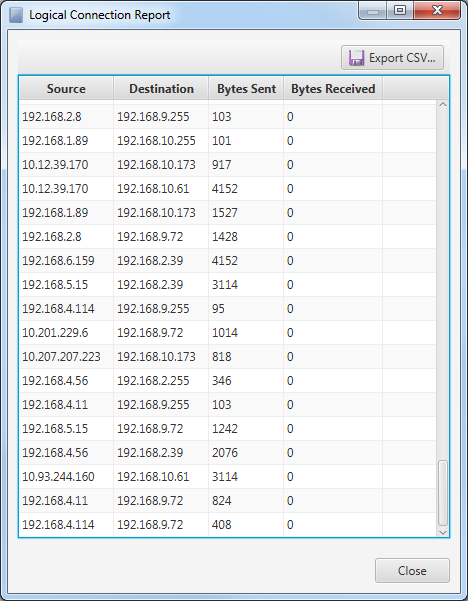 Logical Connection Report
Export CSV...
Source Destination Bytes Sent Bytes Received
192.168.2.8 192.168.9.255 103 0
192.168.1.89 192.168.10.255 101 0
10.12.39.170 192.168.10.173 917 0
10.12.39.170 192.168.10.61 4152 0
192.168.1.89 192.168.10.173 1527 0
192.168.2.8 192.168.9.72 1428 0
192.168.6.159 192.168.2.39 4152 0
192.168.5.15 192.168.2.39 3114 0
192.168.4.114 192.168.9.255 95 0
10.201.229.6 192.168.9.72 1014 0
10.207.207.223 192.168.10.173 818 0
192.168.4.56 192.168.2.255 346 0
192.168.4.11 192.168.9.255 103 0
192.168.5.15 192.168.9.72 1242 0
192.168.4.56 192.168.2.39 2076 0
10.93.244.160 192.168.10.61 3114 0
192.168.4.11 192.168.9.72 824 0
192.168.4.114 192.168.9.72 408 0
Close